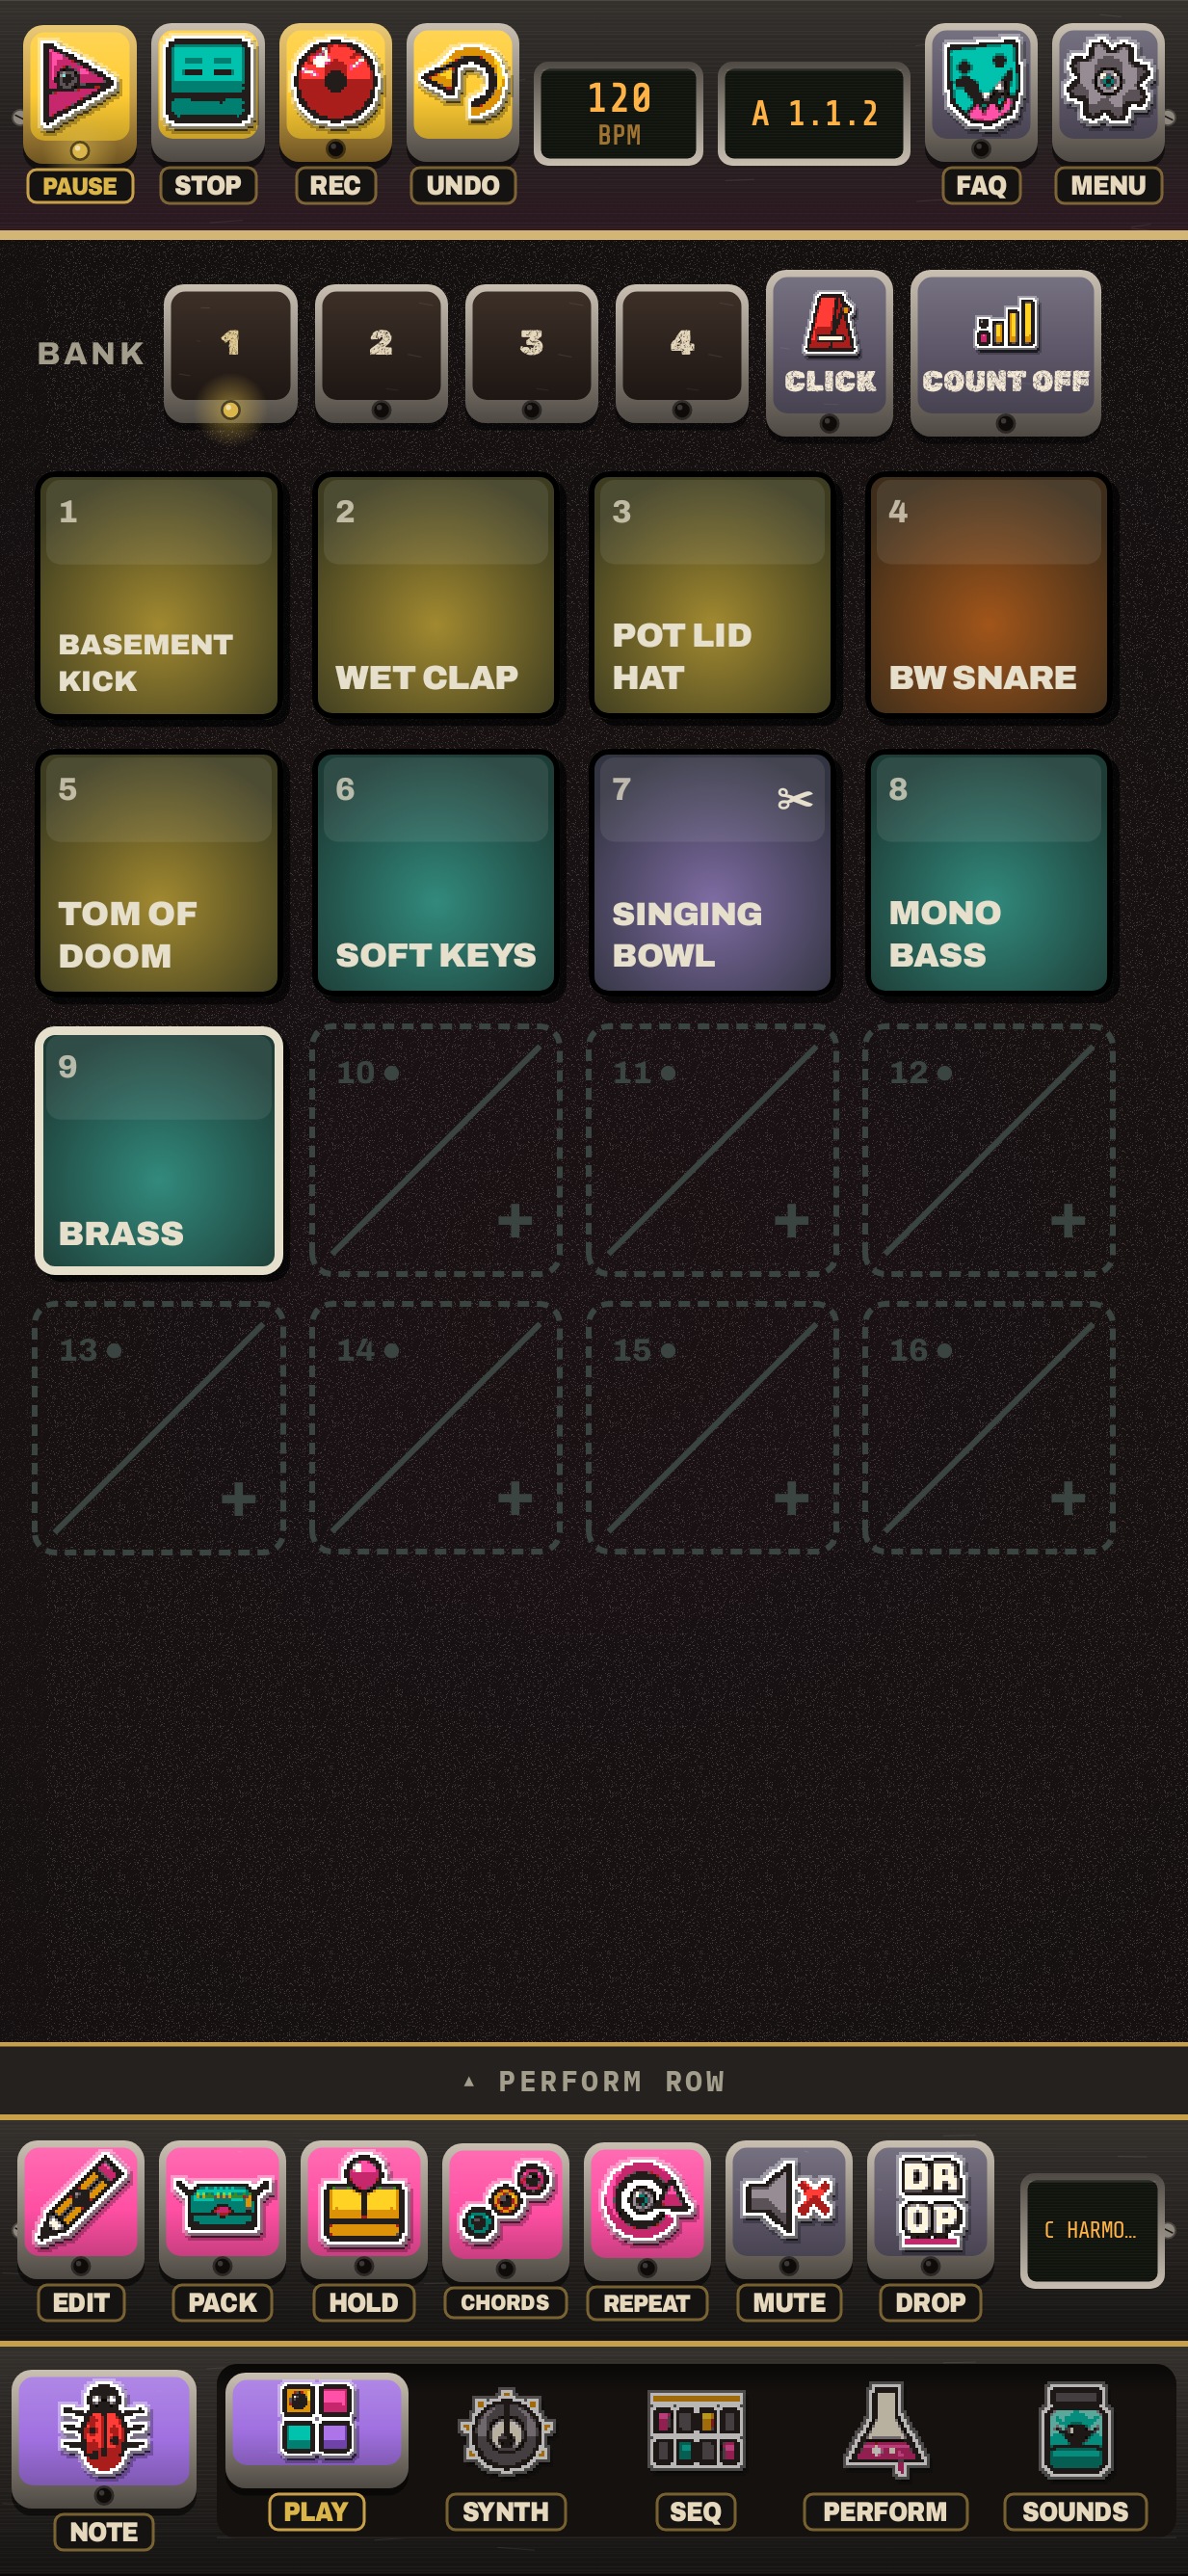 PAUSE STOP REC UNDO 120 BPM A 1.1.2 FAQ MENU
BANK 1 2 3 4 CLICK COUNT OFF
1 2 3 4
BASEMENT KICK
WET CLAP
POT LID HAT
BW SNARE
5 6 7 8
TOM OF DOOM
SOFT KEYS
SINGING BOWL
MONO BASS
9 10 11 12
BRASS
13 14 15 16
PERFORM ROW
DR OP
C HARMO…
EDIT PACK HOLD CHORDS REPEAT MUTE DROP
NOTE PLAY SYNTH SEQ PERFORM SOUNDS